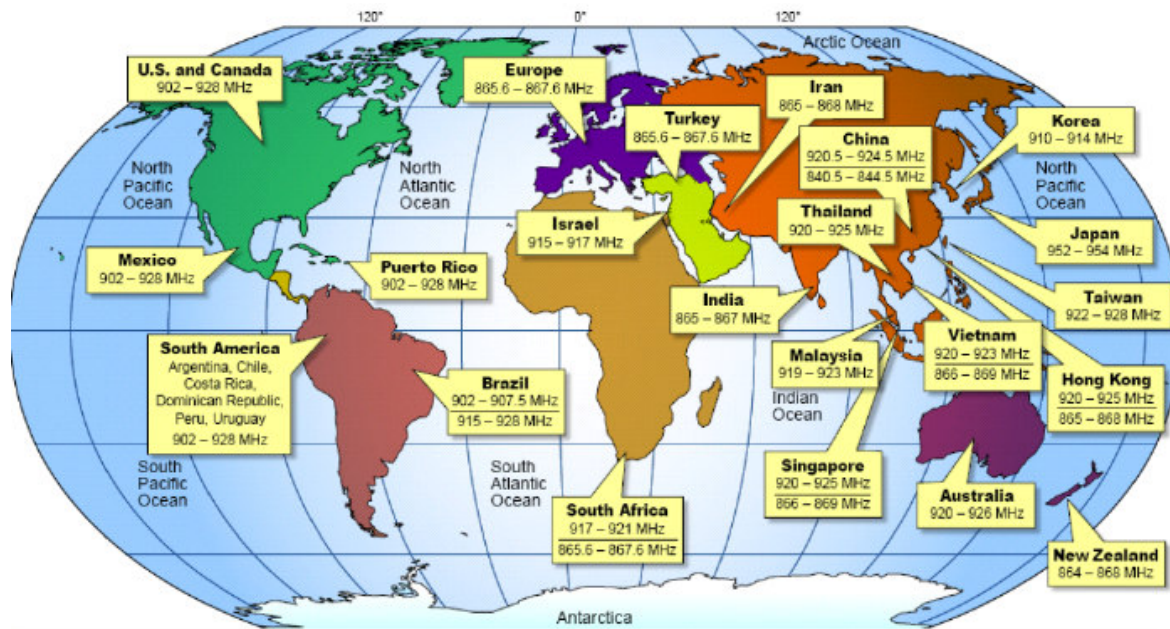 120°
0°
120°
Arctic Ocean
U.S. and Canada
902 – 928 MHz
Europe
865.6 – 867.6 MHz
Iran
865 – 868 MHz
Turkey
865.6 – 867.6 MHz
China
920.5 – 924.5 MHz
840.5 – 844.5 MHz
Korea
910 – 914 MHz
North
Pacific
Ocean
North
Atlantic
Ocean
North
Pacific
Ocean
Israel
915 – 917 MHz
Thailand
920 – 925 MHz
Japan
952 – 954 MHz
Mexico
902 – 928 MHz
Puerto Rico
902 – 928 MHz
India
865 – 867 MHz
Taiwan
922 – 928 MHz
South America
Argentina, Chile,
Costa Rica,
Dominican Republic,
Peru, Uruguay
902 – 928 MHz
Brazil
902 – 907.5 MHz
915 – 928 MHz
Malaysia
919 – 923 MHz
Vietnam
920 – 923 MHz
866 – 869 MHz
Hong Kong
920 – 925 MHz
865 – 868 MHz
Indian
Ocean
South
Pacific
Ocean
South
Atlantic
Ocean
South Africa
917 – 921 MHz
865.6 – 867.6 MHz
Singapore
920 – 925 MHz
866 – 869 MHz
Australia
920 – 926 MHz
New Zealand
864 – 868 MHz
Antarctica